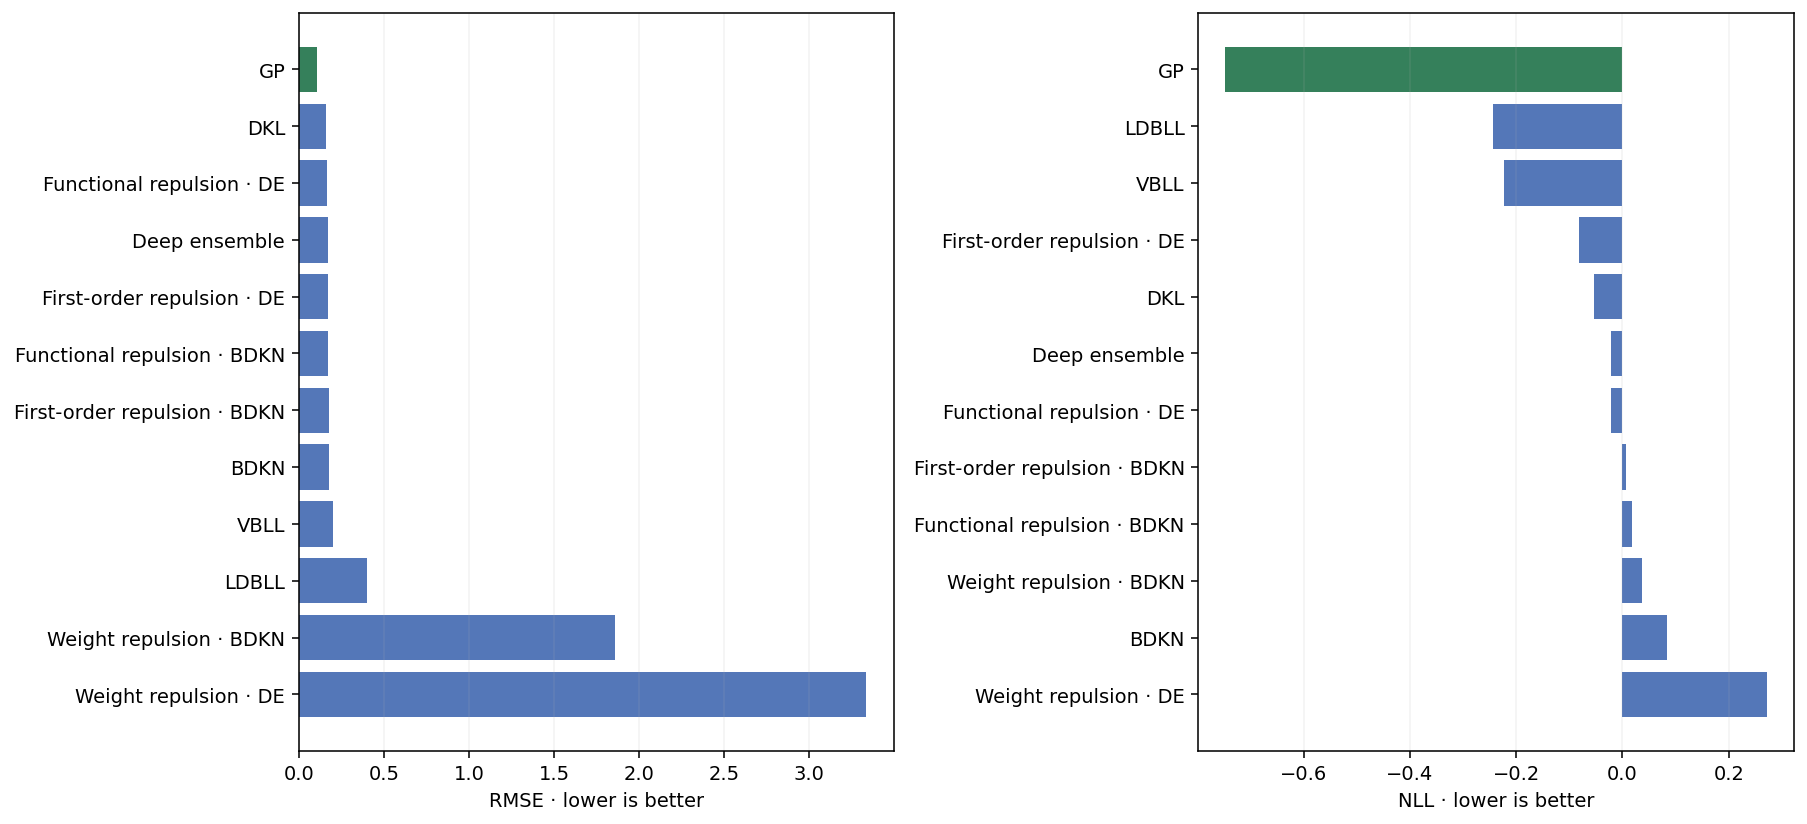 GP
DKL
Functional repulsion · DE
Deep ensemble
First-order repulsion · DE
Functional repulsion · BDKN
First-order repulsion · BDKN
BDKN
VBLL
LDBLL
Weight repulsion · BDKN
Weight repulsion · DE
0.0 0.5 1.0 1.5 2.0 2.5 3.0
RMSE · lower is better
GP
LDBLL
VBLL
First-order repulsion · DE
DKL
Deep ensemble
Functional repulsion · DE
First-order repulsion · BDKN
Functional repulsion · BDKN
Weight repulsion · BDKN
BDKN
Weight repulsion · DE
−0.6 −0.4 −0.2 0.0 0.2
NLL · lower is better